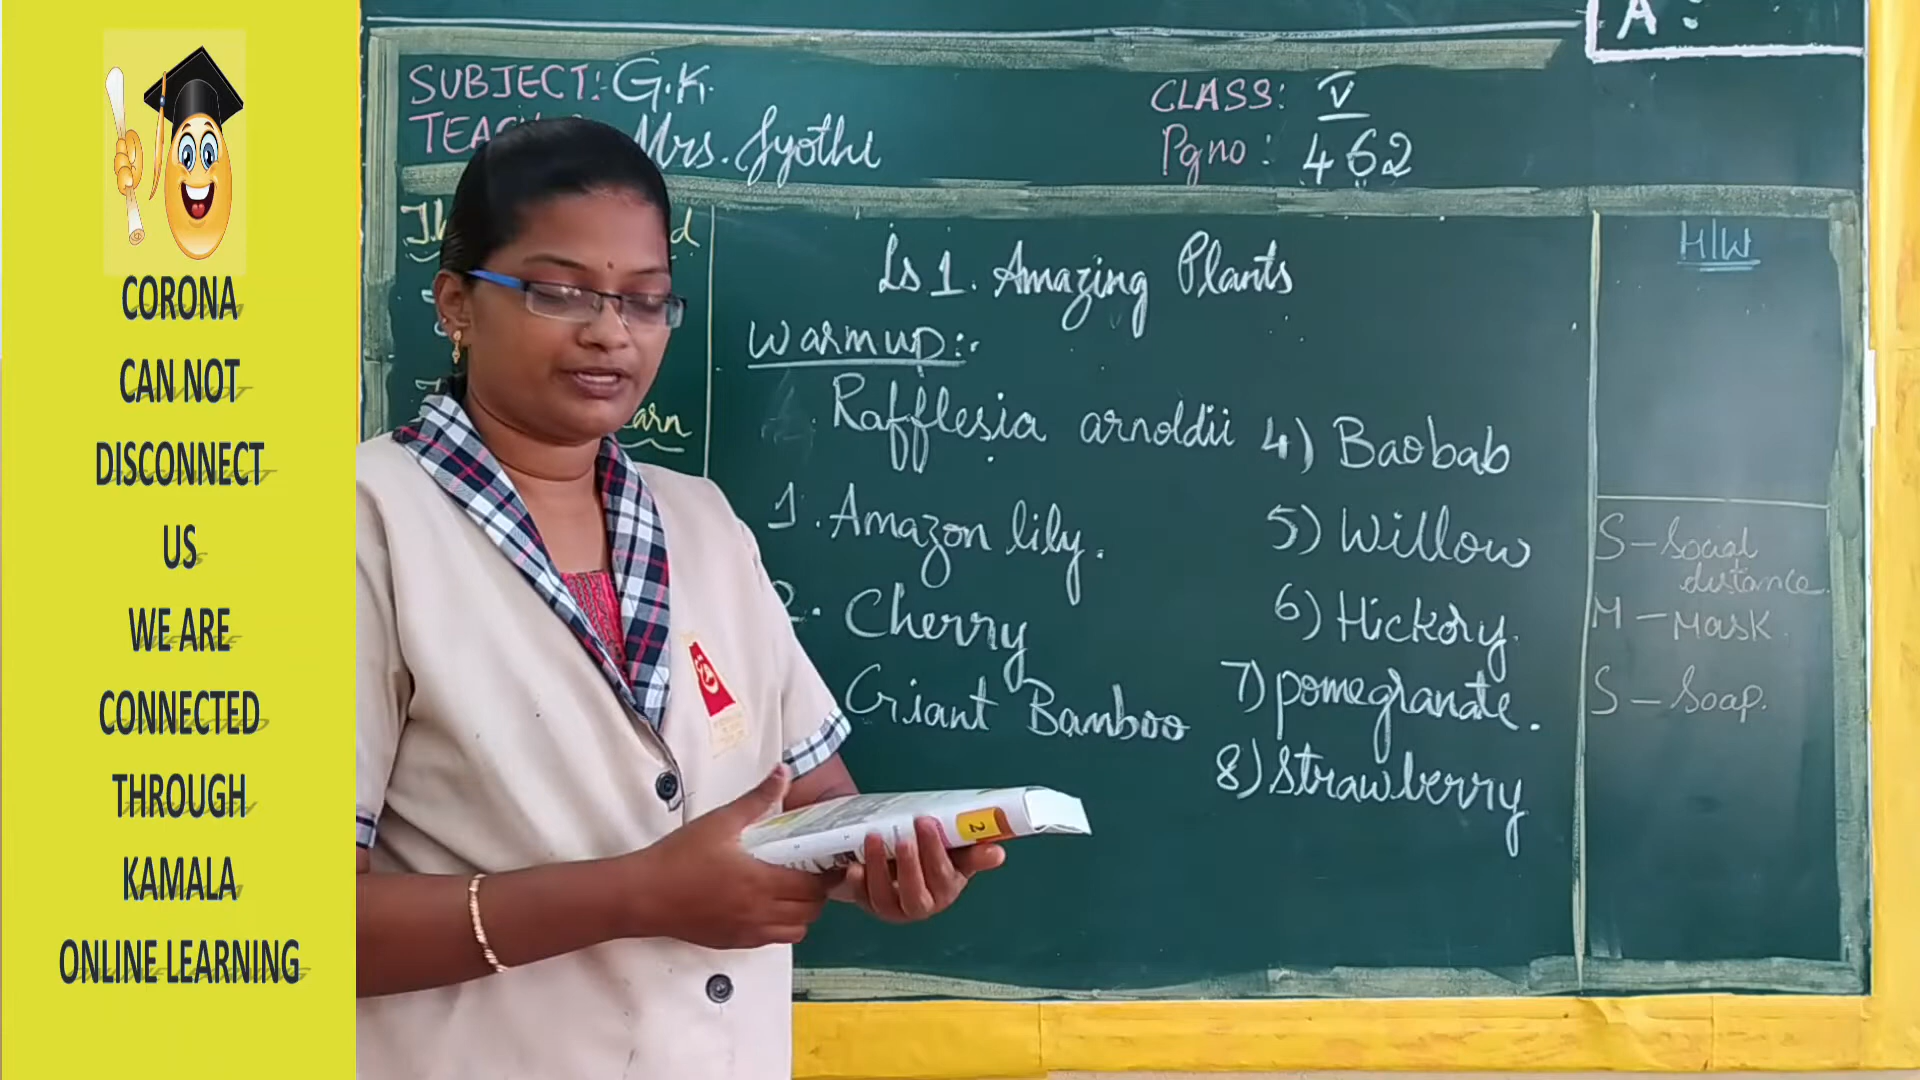 CORONA
CAN NOT
DISCONNECT
US
WE ARE
CONNECTED
THROUGH
KAMALA
ONLINE LEARNING
A:
SUBJECT:- G.K.
Mrs. Jyothi
CLASS: V
Pg no: 462
Ls 1. Amazing Plants
Warmup:-
Rafflesia arnoldii
1. Amazon lily.
2. Cherry
Giant Bamboo
4) Baobab
5) Willow
6) Hickory.
7) pomegranate.
8) Strawberry
H/W
S - Social
distance.
M - Mask.
S - Soap.
2